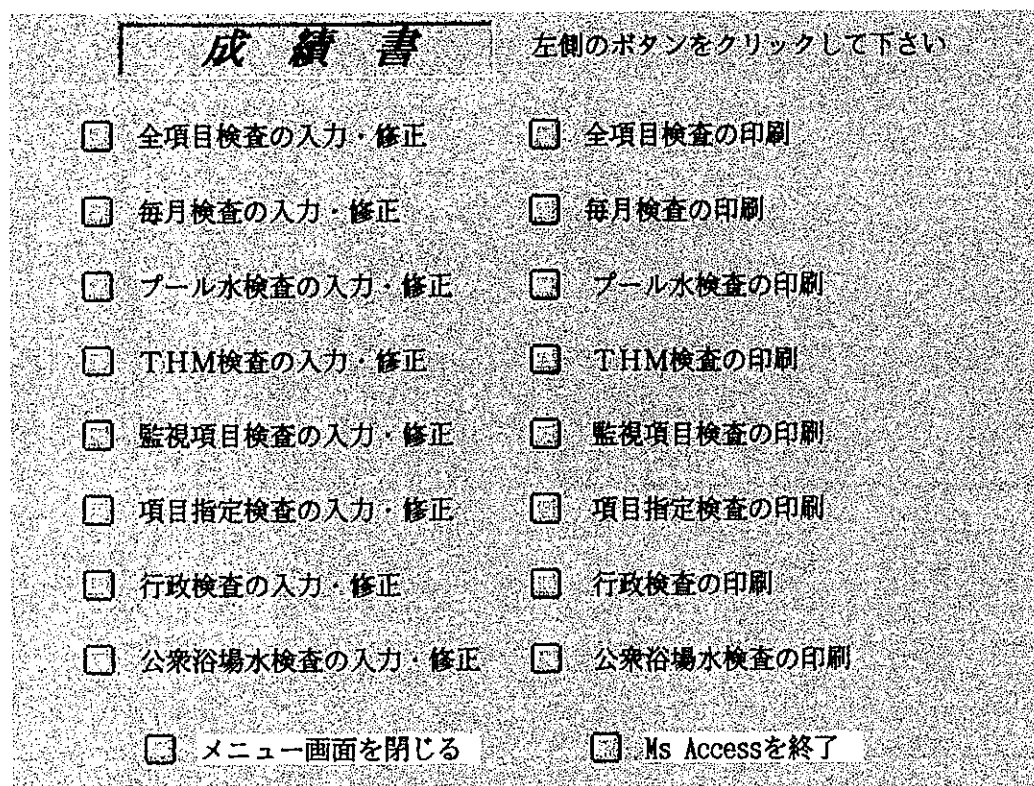 成績書 左側のボタンをクリックして下さい
全項目検査の入力・修正 全項目検査の印刷
毎月検査の入力・修正 毎月検査の印刷
プール水検査の入力・修正 プール水検査の印刷
THM検査の入力・修正 THM検査の印刷
監視項目検査の入力・修正 監視項目検査の印刷
項目指定検査の入力・修正 項目指定検査の印刷
行政検査の入力・修正 行政検査の印刷
公衆浴場水検査の入力・修正 公衆浴場水検査の印刷
メニュー画面を閉じる Ms Accessを終了